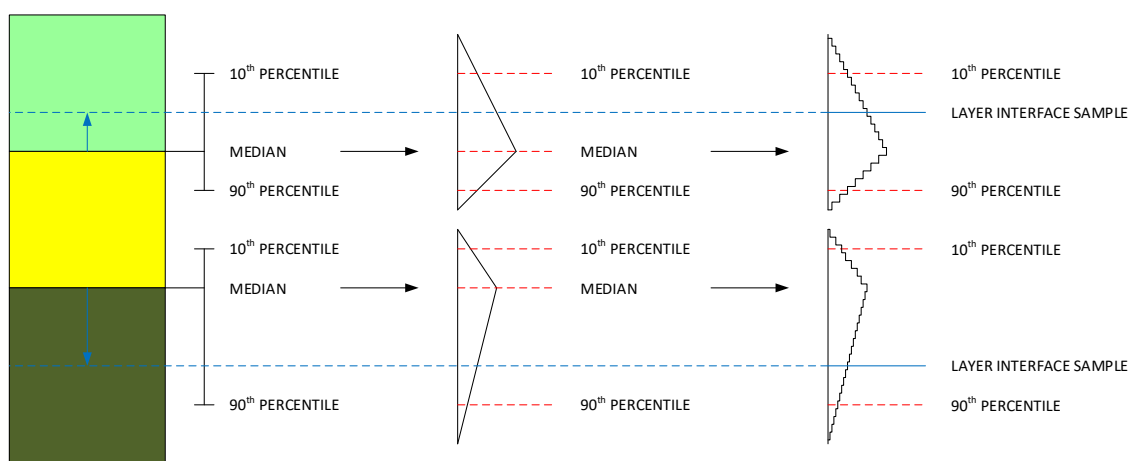 10th PERCENTILE 10th PERCENTILE 10th PERCENTILE
LAYER INTERFACE SAMPLE
MEDIAN MEDIAN
90th PERCENTILE 90th PERCENTILE 90th PERCENTILE
10th PERCENTILE 10th PERCENTILE 10th PERCENTILE
MEDIAN MEDIAN
LAYER INTERFACE SAMPLE
90th PERCENTILE 90th PERCENTILE 90th PERCENTILE